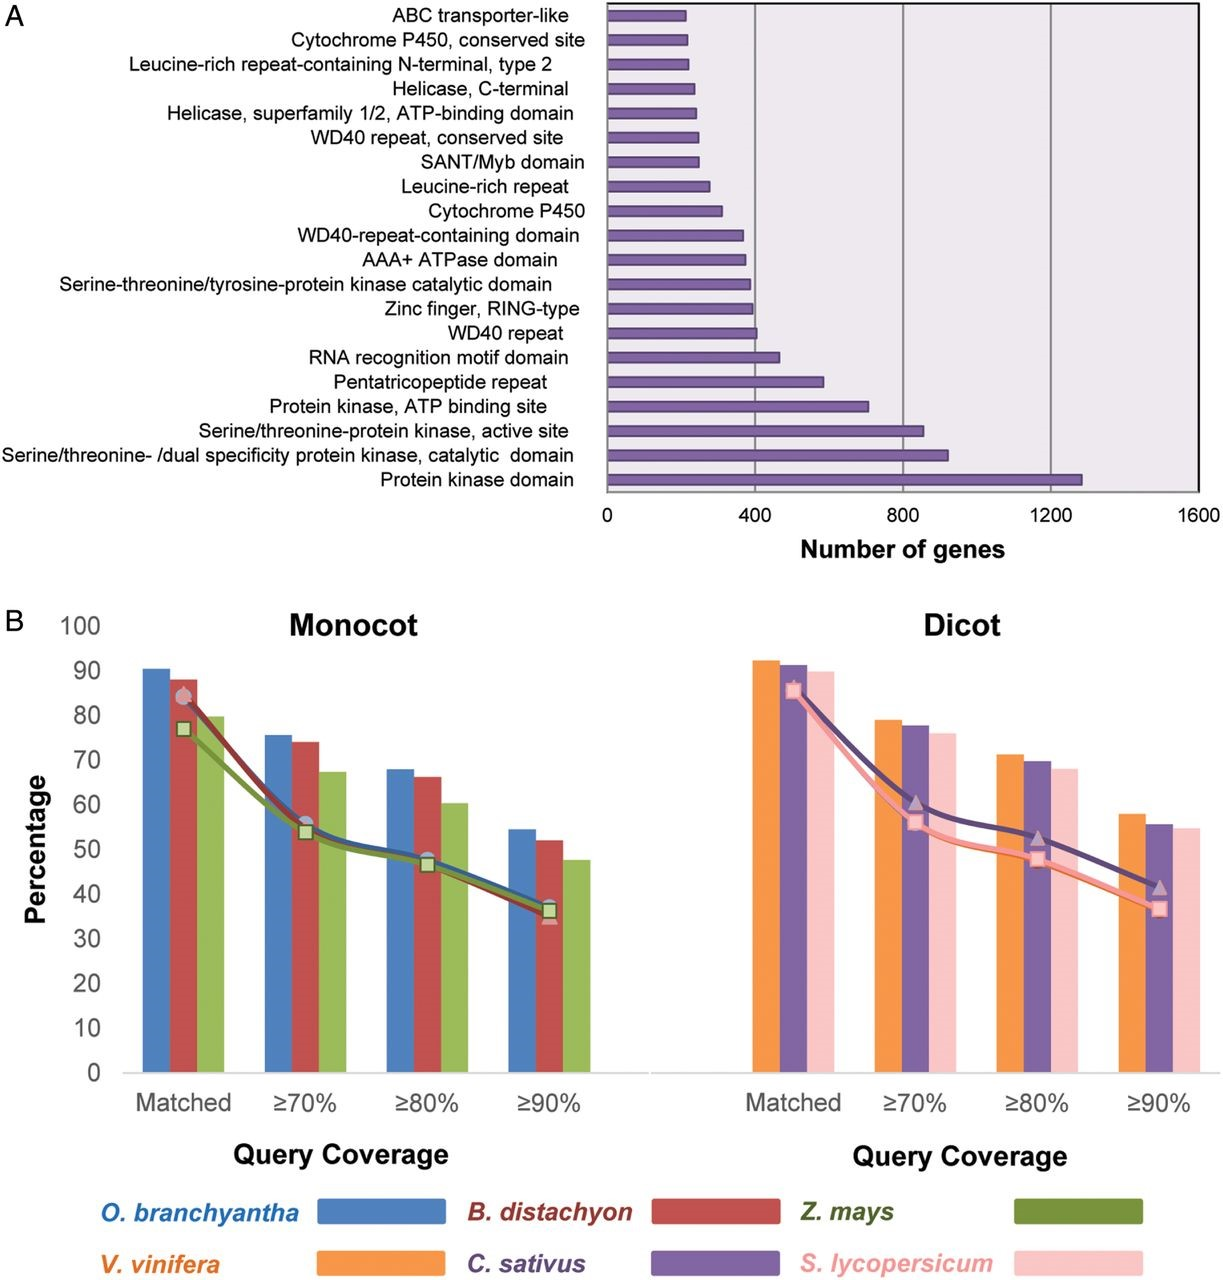 A
ABC transporter-like
Cytochrome P450, conserved site
Leucine-rich repeat-containing N-terminal, type 2
Helicase, C-terminal
Helicase, superfamily 1/2, ATP-binding domain
WD40 repeat, conserved site
SANT/Myb domain
Leucine-rich repeat
Cytochrome P450
WD40-repeat-containing domain
AAA+ ATPase domain
Serine-threonine/tyrosine-protein kinase catalytic domain
Zinc finger, RING-type
WD40 repeat
RNA recognition motif domain
Pentatricopeptide repeat
Protein kinase, ATP binding site
Serine/threonine-protein kinase, active site
Serine/threonine- /dual specificity protein kinase, catalytic domain
Protein kinase domain
0 400 800 1200 1600
Number of genes
B
Monocot
Dicot
Percentage
100
90
80
70
60
50
40
30
20
10
0
Matched ≥70% ≥80% ≥90%
Matched ≥70% ≥80% ≥90%
Query Coverage
Query Coverage
O. branchyantha B. distachyon Z. mays
V. vinifera C. sativus S. lycopersicum